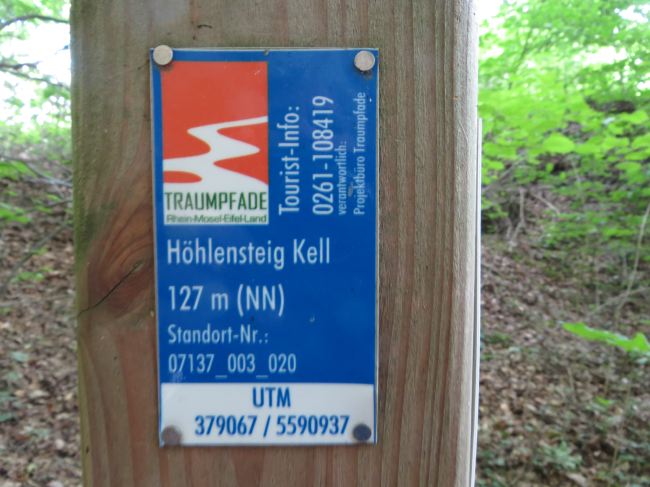 TRAUMPFADE
Rhein-Mosel-Eifel-Land
Tourist-Info:
0261-108419
verantwortlich:
Projektbüro Traumpfade
Höhlensteig Kell
127 m (NN)
Standort-Nr.:
07137_003_020
UTM
379067 / 5590937